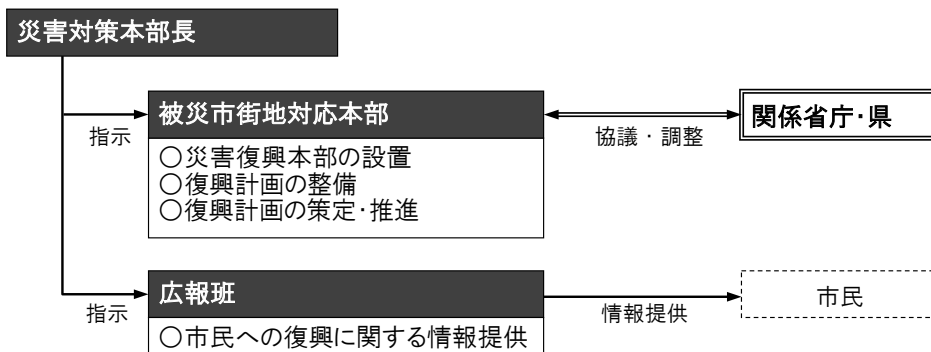 災害対策本部長
被災市街地対応本部
関係省庁･県
指示
協議・調整
○災害復興本部の設置
○復興計画の整備
○復興計画の策定･推進
広報班
市民
指示
情報提供
○市民への復興に関する情報提供